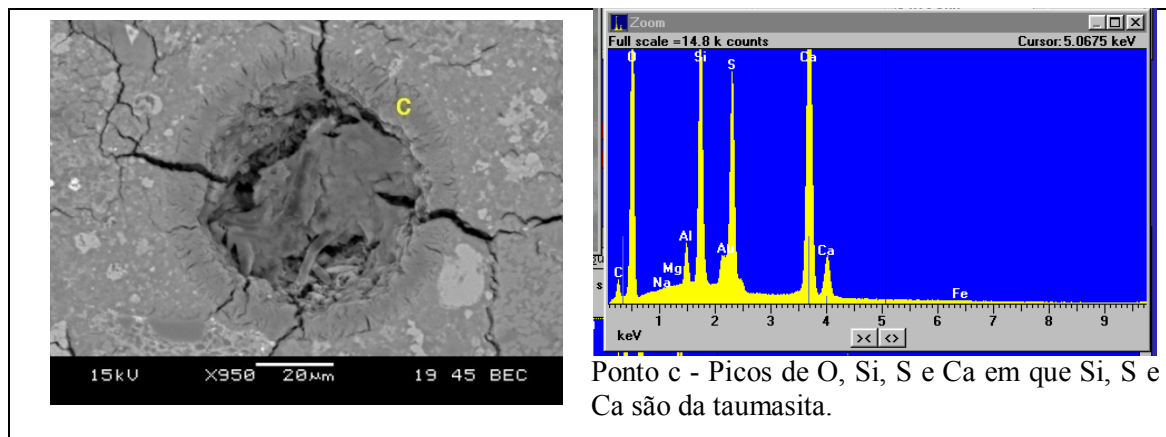 C
15kV X950 20µm 19 45 BEC
Zoom
Full scale =14.8 k counts Cursor: 5.0675 keV
O Si S Ca
Al Au Ca
C Mg Na Fe
s
1 2 3 4 5 6 7 8 9
keV
Ponto c - Picos de O, Si, S e Ca em que Si, S e
Ca são da taumasita.